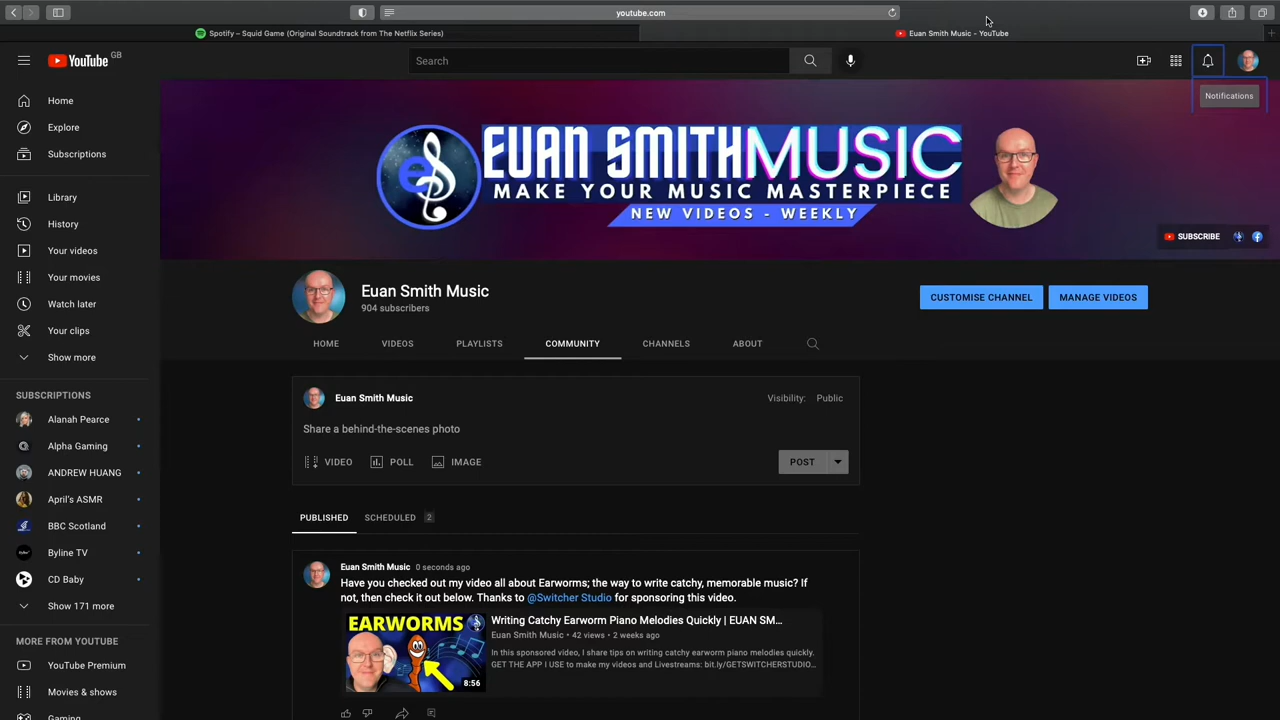 youtube.com
Spotify – Squid Game (Original Soundtrack from The Netflix Series)
Euan Smith Music - YouTube
YouTube GB
Search
Notifications
Home
Explore
Subscriptions
Library
History
Your videos
Your movies
Watch later
Your clips
Show more
SUBSCRIPTIONS
Alanah Pearce
Alpha Gaming
ANDREW HUANG
April's ASMR
BBC Scotland
Byline TV
CD Baby
Show 171 more
MORE FROM YOUTUBE
YouTube Premium
Movies & shows
Gaming
EUAN SMITH MUSIC
MAKE YOUR MUSIC MASTERPIECE
NEW VIDEOS - WEEKLY
SUBSCRIBE
Euan Smith Music
904 subscribers
CUSTOMISE CHANNEL
MANAGE VIDEOS
HOME VIDEOS PLAYLISTS COMMUNITY CHANNELS ABOUT
Euan Smith Music
Visibility: Public
Share a behind-the-scenes photo
VIDEO POLL IMAGE
POST
PUBLISHED SCHEDULED 2
Euan Smith Music 0 seconds ago
Have you checked out my video all about Earworms; the way to write catchy, memorable music? If
not, then check it out below. Thanks to @Switcher Studio for sponsoring this video.
EARWORMS
8:56
Writing Catchy Earworm Piano Melodies Quickly | EUAN SM...
Euan Smith Music • 42 views • 2 weeks ago
In this sponsored video, I share tips on writing catchy earworm piano melodies quickly.
GET THE APP I USE to make my videos and Livestreams: bit.ly/GETSWITCHERSTUDIO...